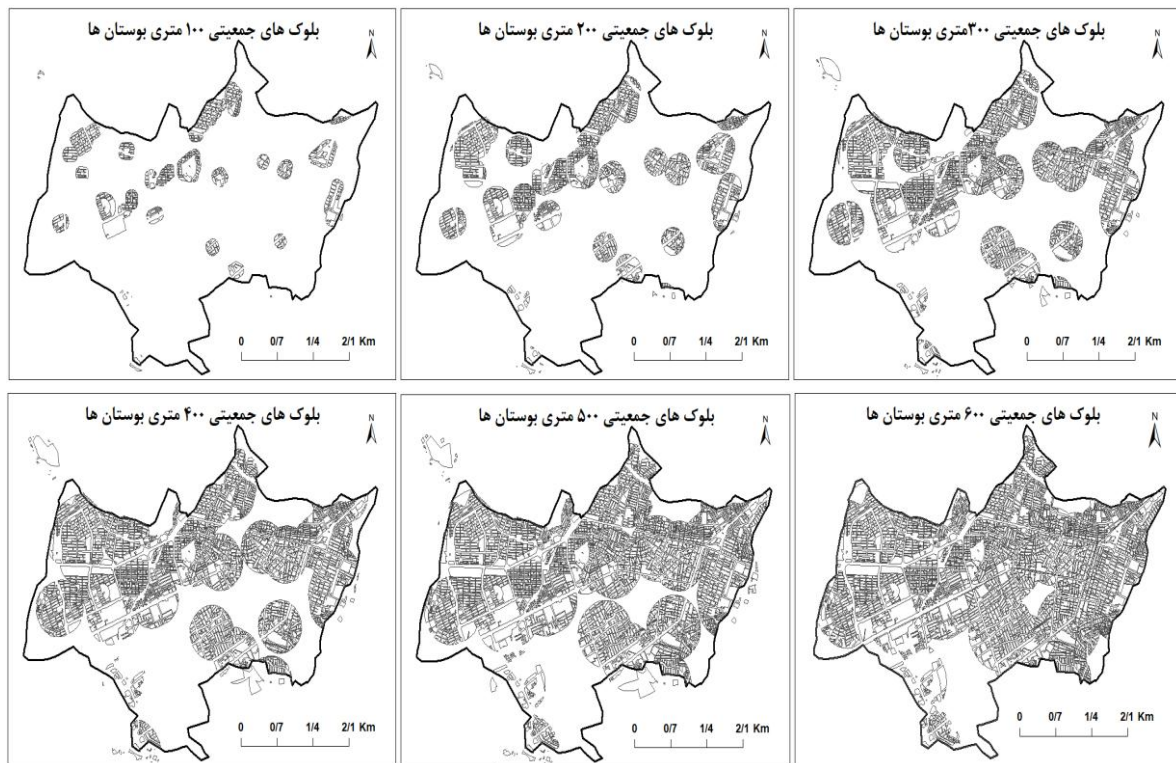 بلوک های جمعیتی ۱۰۰ متری بوستان ها
N
0 0/7 1/4 2/1 Km
بلوک های جمعیتی ۲۰۰ متری بوستان ها
N
0 0/7 1/4 2/1 Km
بلوک های جمعیتی ۳۰۰متری بوستان ها
N
0 0/7 1/4 2/1 Km
بلوک های جمعیتی ۴۰۰ متری بوستان ها
N
0 0/7 1/4 2/1 Km
بلوک های جمعیتی ۵۰۰ متری بوستان ها
N
0 0/7 1/4 2/1 Km
بلوک های جمعیتی ۶۰۰ متری بوستان ها
N
0 0/7 1/4 2/1 Km